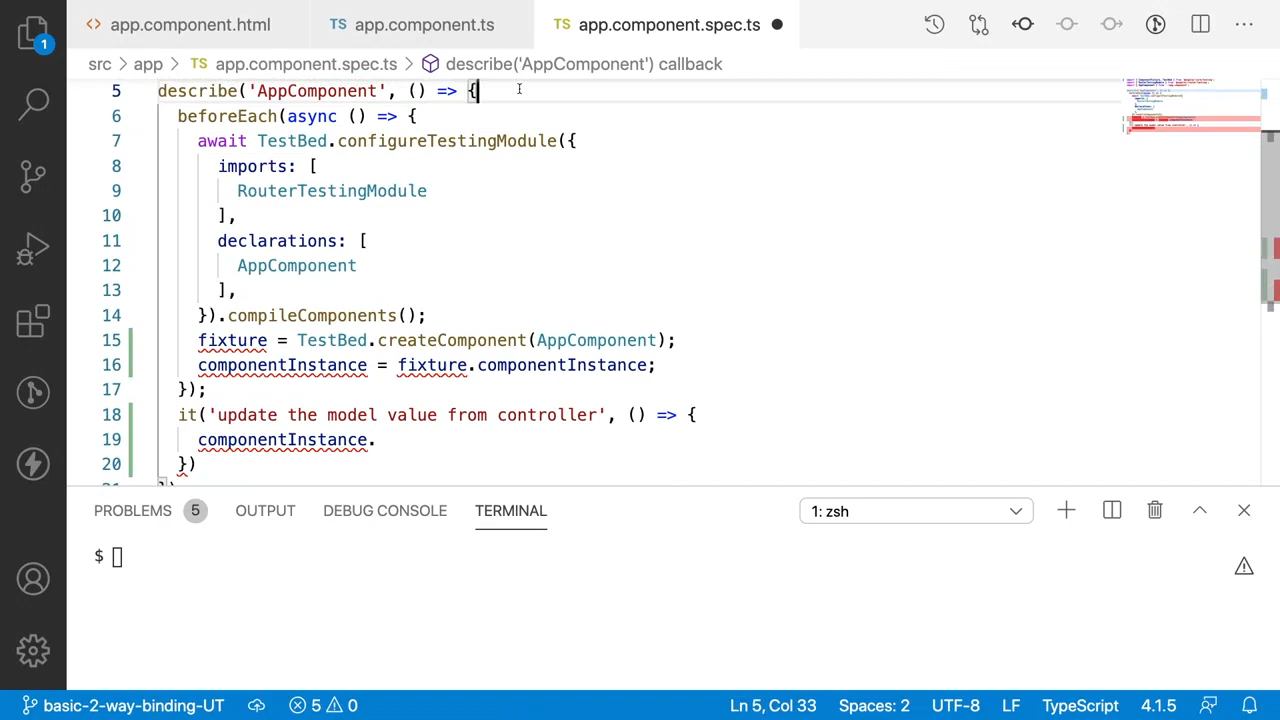 app.component.html
TS app.component.ts
TS app.component.spec.ts
1
src > app > TS app.component.spec.ts > describe('AppComponent') callback
5 describe('AppComponent', () => {
6 beforeEach(async () => {
7 await TestBed.configureTestingModule({
8 imports: [
9 RouterTestingModule
10 ],
11 declarations: [
12 AppComponent
13 ],
14 }).compileComponents();
15 fixture = TestBed.createComponent(AppComponent);
16 componentInstance = fixture.componentInstance;
17 });
18 it('update the model value from controller', () => {
19 componentInstance.
20 })
PROBLEMS 5 OUTPUT DEBUG CONSOLE TERMINAL 1: zsh
$
basic-2-way-binding-UT 5 0 Ln 5, Col 33 Spaces: 2 UTF-8 LF TypeScript 4.1.5